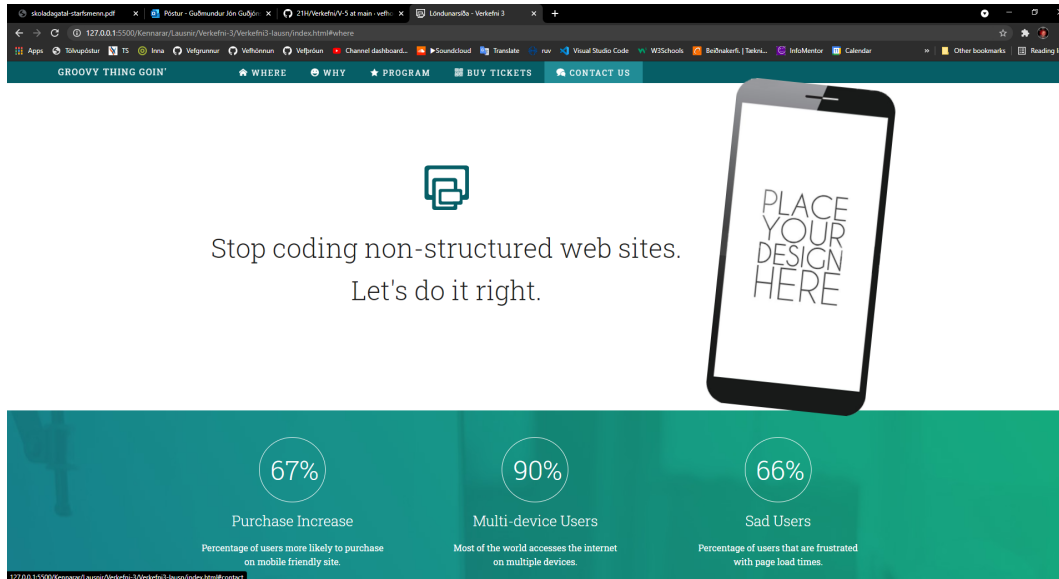 skoladagatal-starfsmenn.pdf
Póstur - Guðmundur Jón Guðjón
21H/Verkefni/V-5 at main · vefho
Löndunarsíða - Verkefni 3
127.0.0.1:5500/Kennarar/Lausnir/Verkefni-3/Verkefni3-lausn/index.html#where
Apps Tölvupóstur TS Inna Vefgrunnur Vefhönnun Vefþróun Channel dashboard... ►Soundcloud Translate ruv Visual Studio Code W3Schools Beiðnakerfi. | Tækni... InfoMentor Calendar » Other bookmarks Reading li
GROOVY THING GOIN' WHERE WHY PROGRAM BUY TICKETS CONTACT US
PLACE
YOUR
DESIGN
HERE
Stop coding non-structured web sites.
Let's do it right.
67% 90% 66%
Purchase Increase Multi-device Users Sad Users
Percentage of users more likely to purchase Most of the world accesses the internet Percentage of users that are frustrated
on mobile friendly site. on multiple devices. with page load times.
127.0.0.1:5500/Kennarar/Lausnir/Verkefni-3/Verkefni3-lausn/index.html#contact